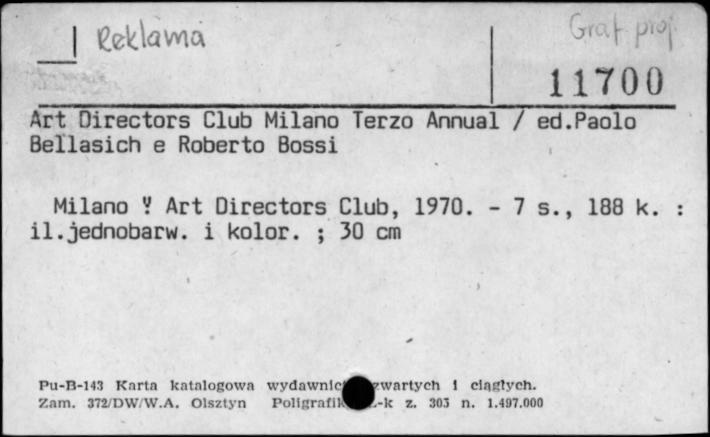 Reklama
Graf proj
11700
Art Directors Club Milano Terzo Annual / ed.Paolo
Bellasich e Roberto Bossi
Milano : Art Directors Club, 1970. - 7 s., 188 k. :
il.jednobarw. i kolor. ; 30 cm
Pu-B-143 Karta katalogowa wydawnic zwartych i ciągłych.
Zam. 372/DW/W.A. Olsztyn Poligrafik -k z. 303 n. 1.497.000